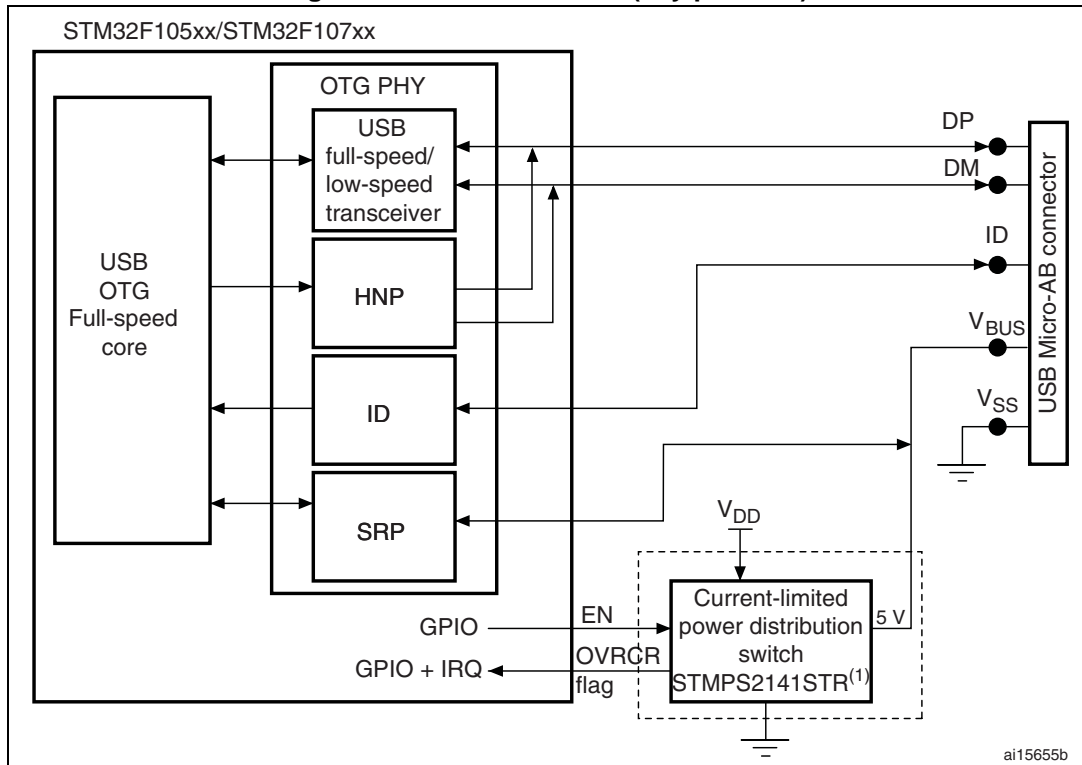 STM32F105xx/STM32F107xx
OTG PHY
USB
full-speed/
low-speed
transceiver
HNP
ID
SRP
USB
OTG
Full-speed
core
DP
DM
ID
VBUS
VSS
USB Micro-AB connector
VDD
Current-limited
power distribution
switch
STMPS2141STR(1)
5 V
GPIO
EN
GPIO + IRQ
OVRCR
flag
ai15655b